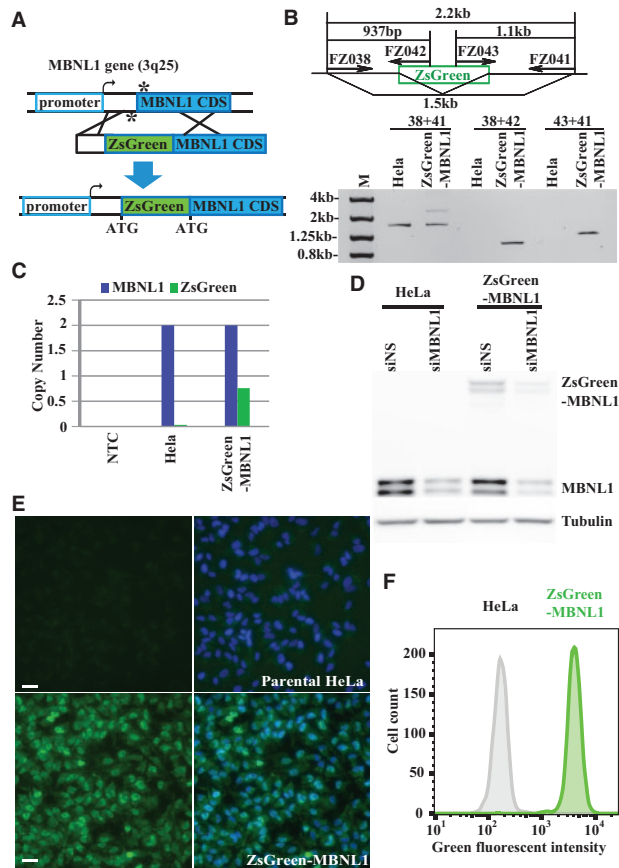 A
MBNL1 gene (3q25)
*
promoter
MBNL1 CDS
*
ZsGreen
MBNL1 CDS
promoter
ZsGreen
MBNL1 CDS
ATG
ATG
B
2.2kb
937bp
1.1kb
FZ038
FZ042
FZ043
FZ041
ZsGreen
1.5kb
38+41
38+42
43+41
M
Hela
ZsGreen
-MBNL1
Hela
ZsGreen
-MBNL1
Hela
ZsGreen
-MBNL1
4kb-
2kb-
1.25kb-
0.8kb-
C
MBNL1
ZsGreen
Copy Number
2.5
2
1.5
1
0.5
0
NTC
Hela
ZsGreen
-MBNL1
D
HeLa
ZsGreen
-MBNL1
siNS
siMBNL1
siNS
siMBNL1
ZsGreen
-MBNL1
MBNL1
Tubulin
E
Parental HeLa
ZsGreen-MBNL1
F
HeLa
ZsGreen
-MBNL1
Cell count
200
150
100
50
0
10¹
10²
10³
10⁴
Green fluorescent intensity